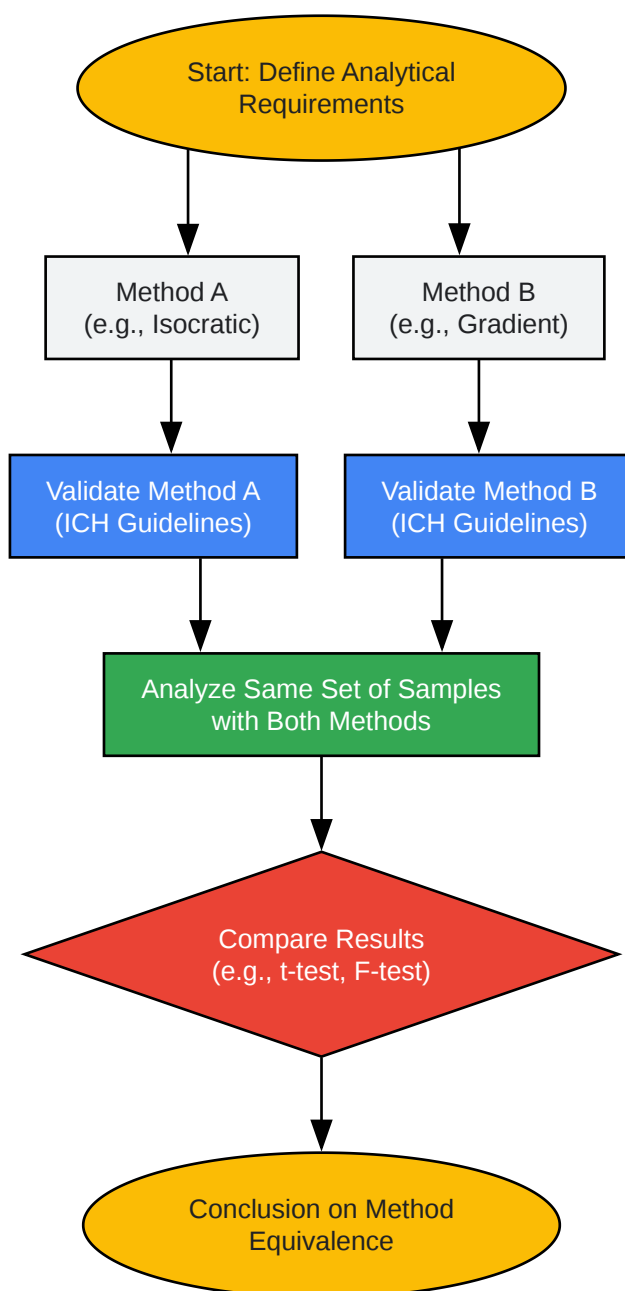 Start: Define Analytical
Requirements
Method A
(e.g., Isocratic)
Method B
(e.g., Gradient)
Validate Method A
(ICH Guidelines)
Validate Method B
(ICH Guidelines)
Analyze Same Set of Samples
with Both Methods
Compare Results
(e.g., t-test, F-test)
Conclusion on Method
Equivalence